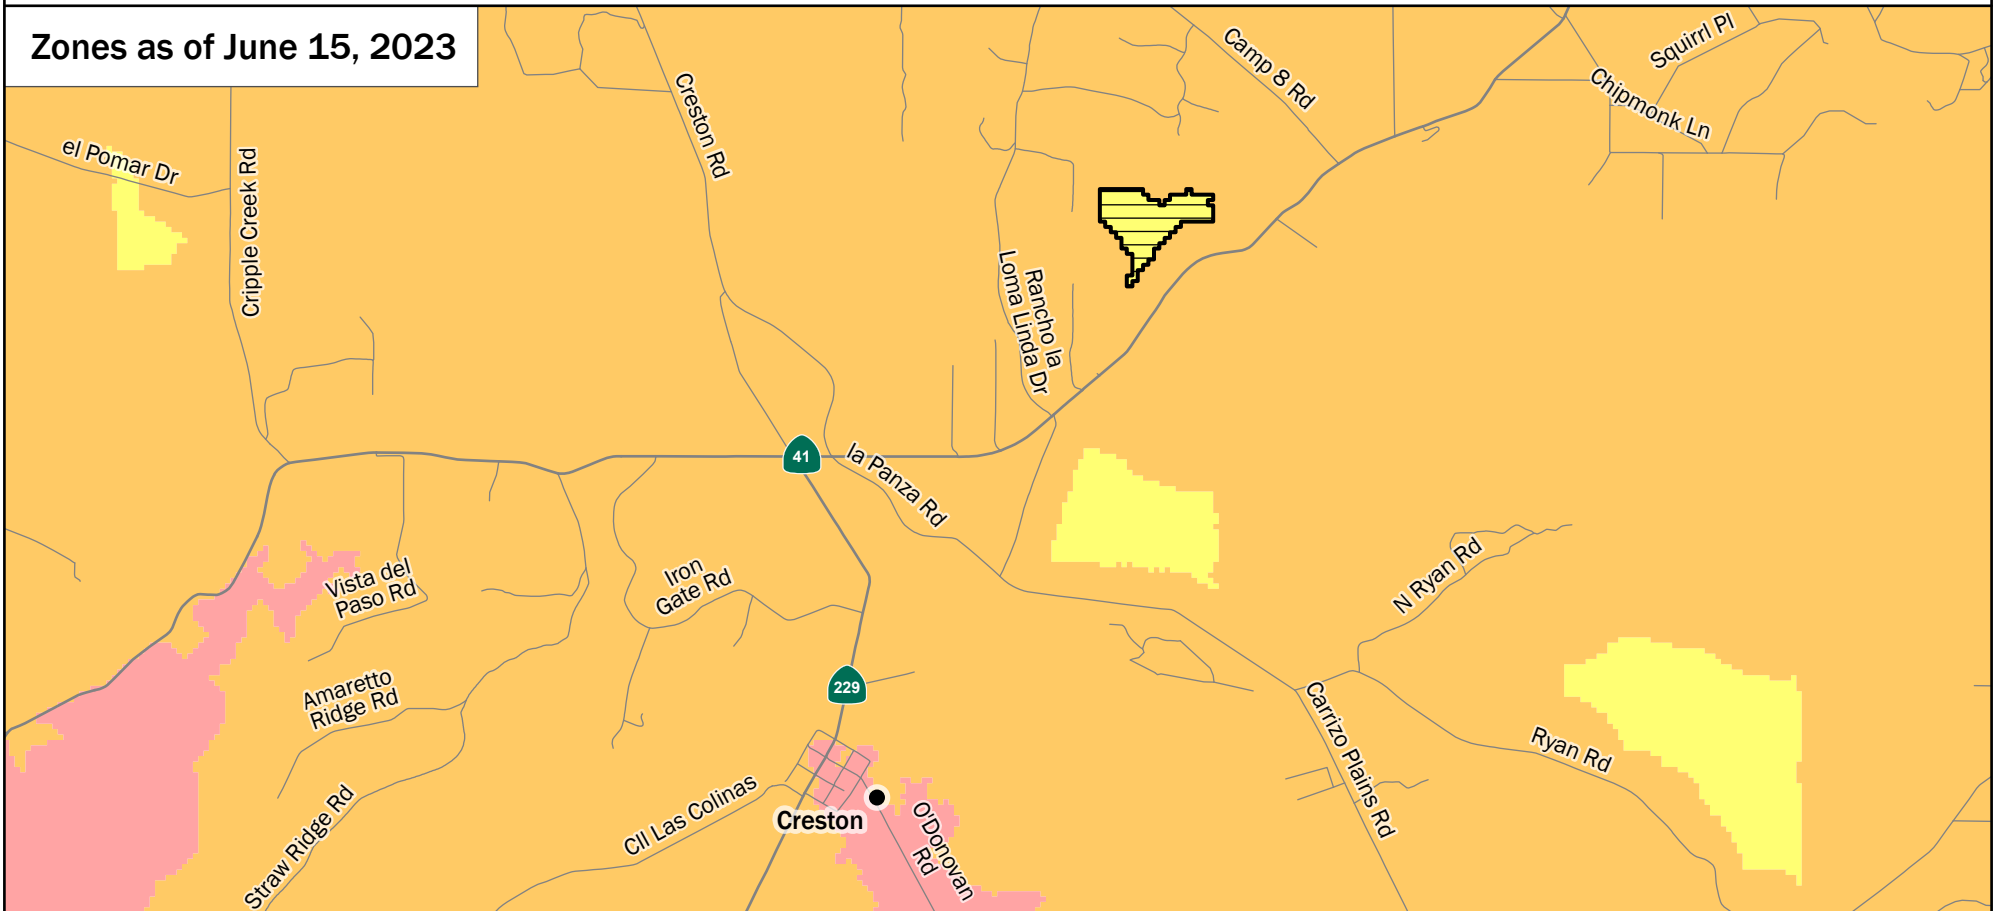 Zones as of June 15, 2023
Camp 8 Rd
Squirrl Pl
Chipmonk Ln
Creston Rd
el Pomar Dr
Cripple Creek Rd
Rancho la
Loma Linda Dr
41
la Panza Rd
Vista del
Paso Rd
Iron
Gate Rd
N Ryan Rd
229
Amaretto
Ridge Rd
Carrizo Plains Rd
Ryan Rd
Straw Ridge Rd
Cll Las Colinas
Creston
O'Donovan
Rd